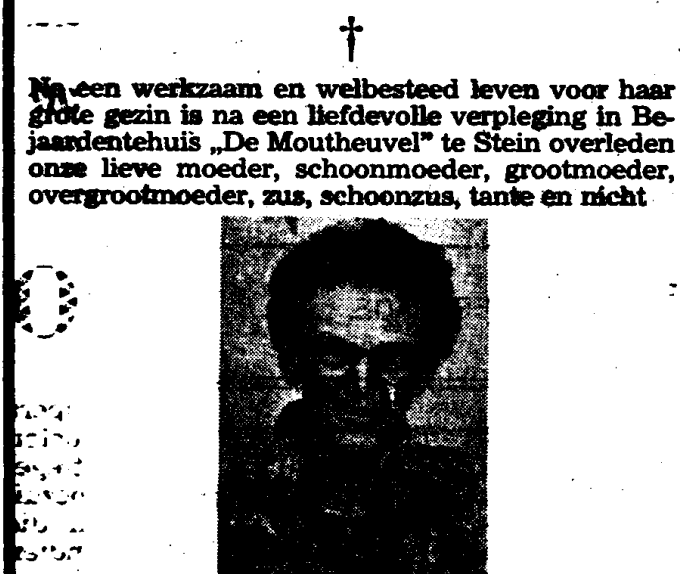 Na een werkzaam en welbesteed leven voor haar
grote gezin is na een liefdevolle verpleging in Be-
jaardentehuis „De Moutheuvel” te Stein overleden
onze lieve moeder, schoonmoeder, grootmoeder,
overgrootmoeder, zus, schoonzus, tante en nicht